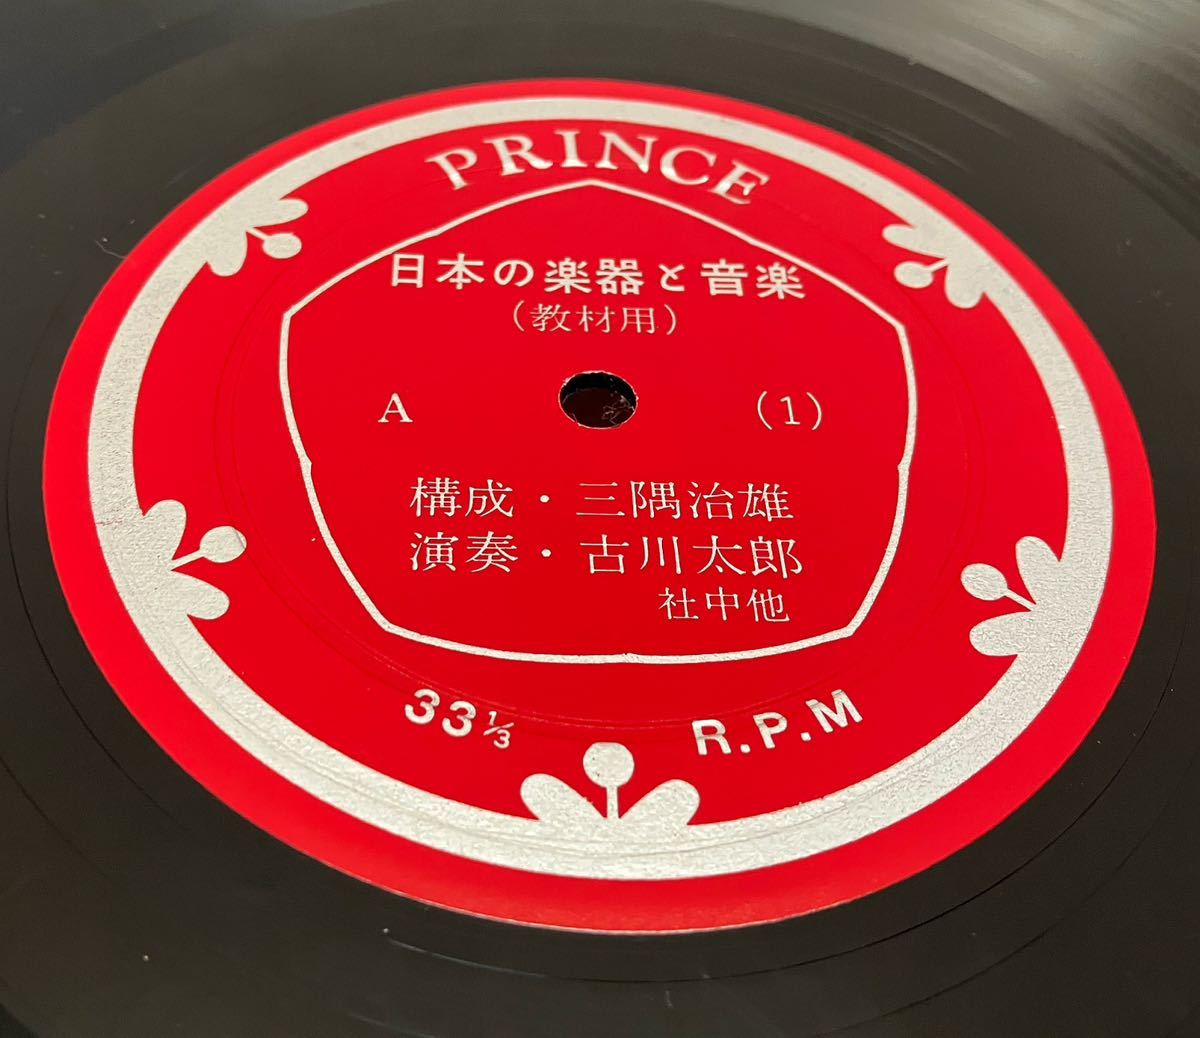 PRINCE
日本の楽器と音楽
(教材用)
A (1)
構成・三隅治雄
演奏・古川太郎
社中他
33⅓ R.P.M